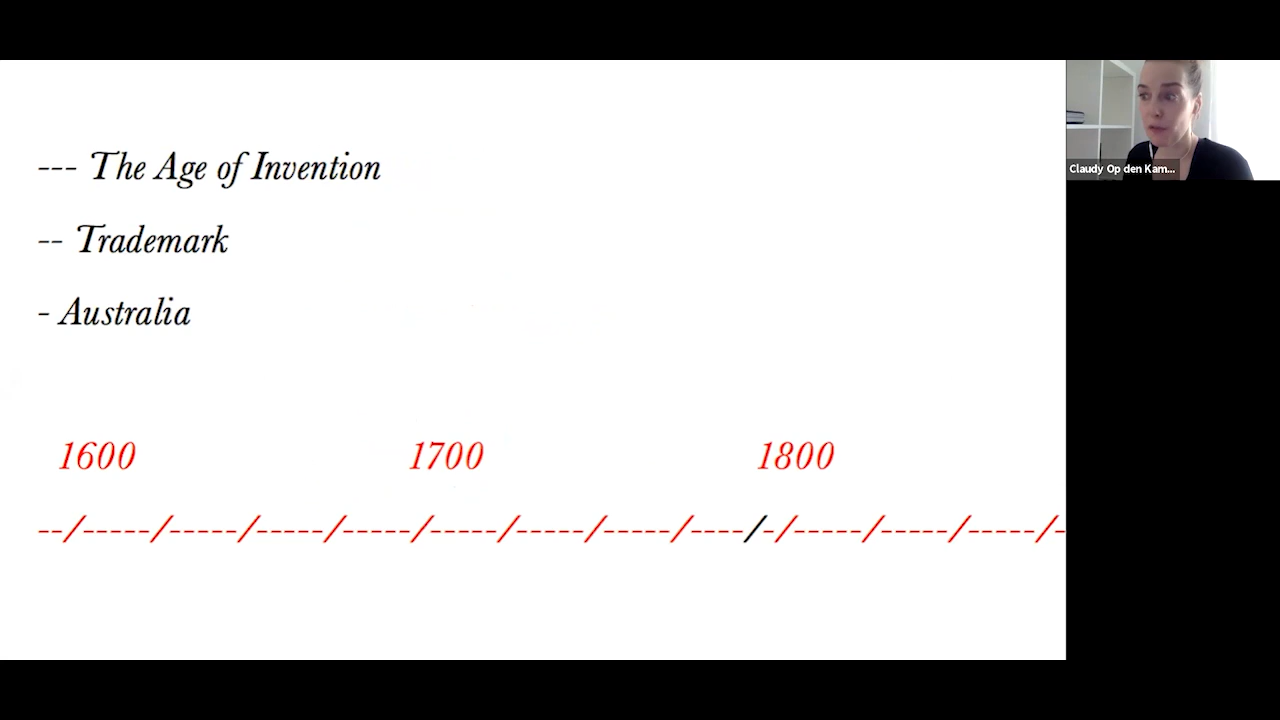 --- The Age of Invention
-- Trademark
- Australia
1600 1700 1800
--/-----/-----/-----/-----/-----/-----/-----/----/-/-----/-----/-----/-
Claudy Op den Kam...